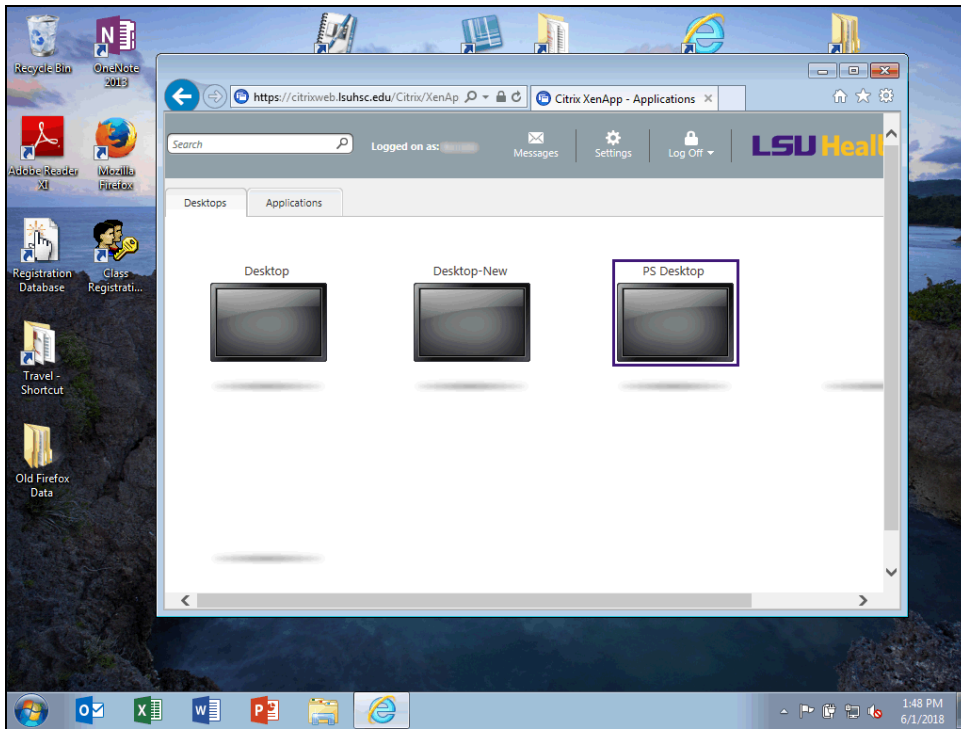 Recycle Bin
OneNote
2013
Adobe Reader
XI
Mozilla
Firefox
Registration
Database
Class
Registrati...
Travel -
Shortcut
Old Firefox
Data
https://citrixweb.lsuhsc.edu/Citrix/XenAp
Citrix XenApp - Applications
Search
Logged on as:
Messages
Settings
Log Off
LSU Heal
Desktops
Applications
Desktop
Desktop-New
PS Desktop
1:48 PM
6/1/2018